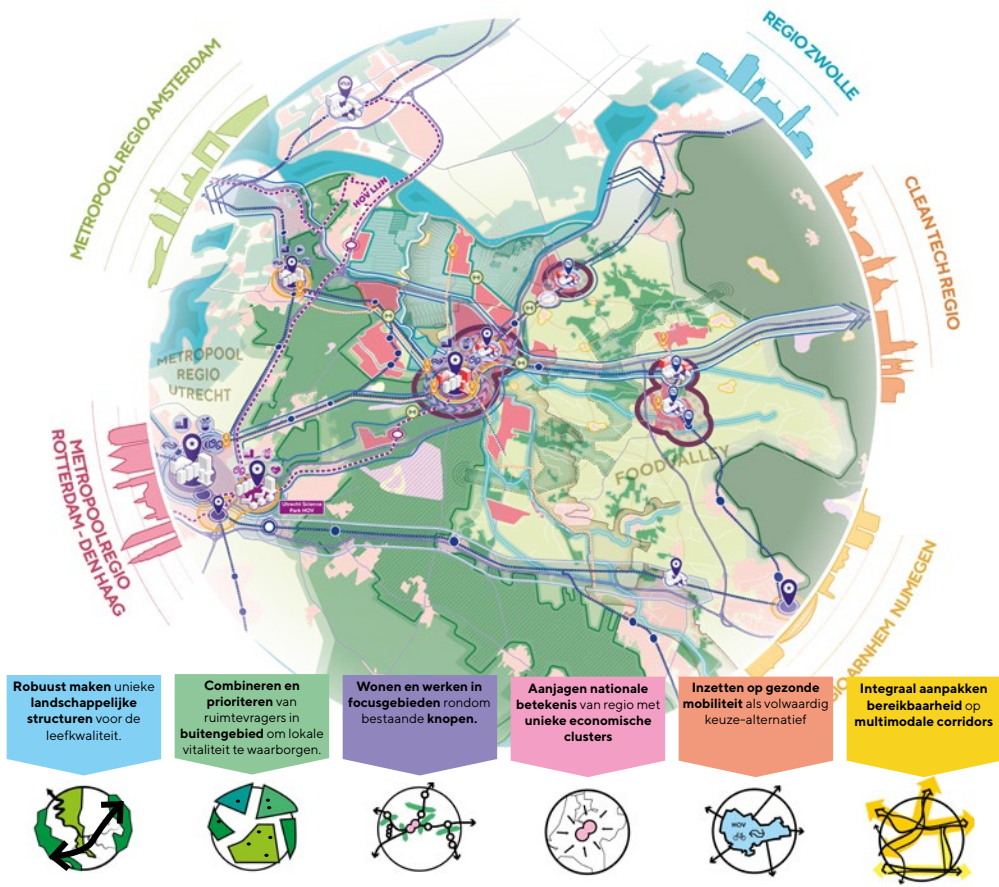 METROPOOL REGIO AMSTERDAM
REGIO ZWOLLE
CLEAN TECH REGIO
HOV LIJN
METROPOOL
REGIO
UTRECHT
METROPOOLREGIO
ROTTERDAM - DEN HAAG
FOODVALLEY
Utrecht Science
Park HOV
GIO ARNHEM NIJMEGEN
Robuust maken unieke
landschappelijke
structuren voor de
leefkwaliteit.
Combineren en
prioriteren van
ruimtevragers in
buitengebied om lokale
vitaliteit te waarborgen.
Wonen en werken in
focusgebieden rondom
bestaande knopen.
Aanjagen nationale
betekenis van regio met
unieke economische
clusters
Inzetten op gezonde
mobiliteit als volwaardig
keuze-alternatief
Integraal aanpakken
bereikbaarheid op
multimodale corridors
HOV